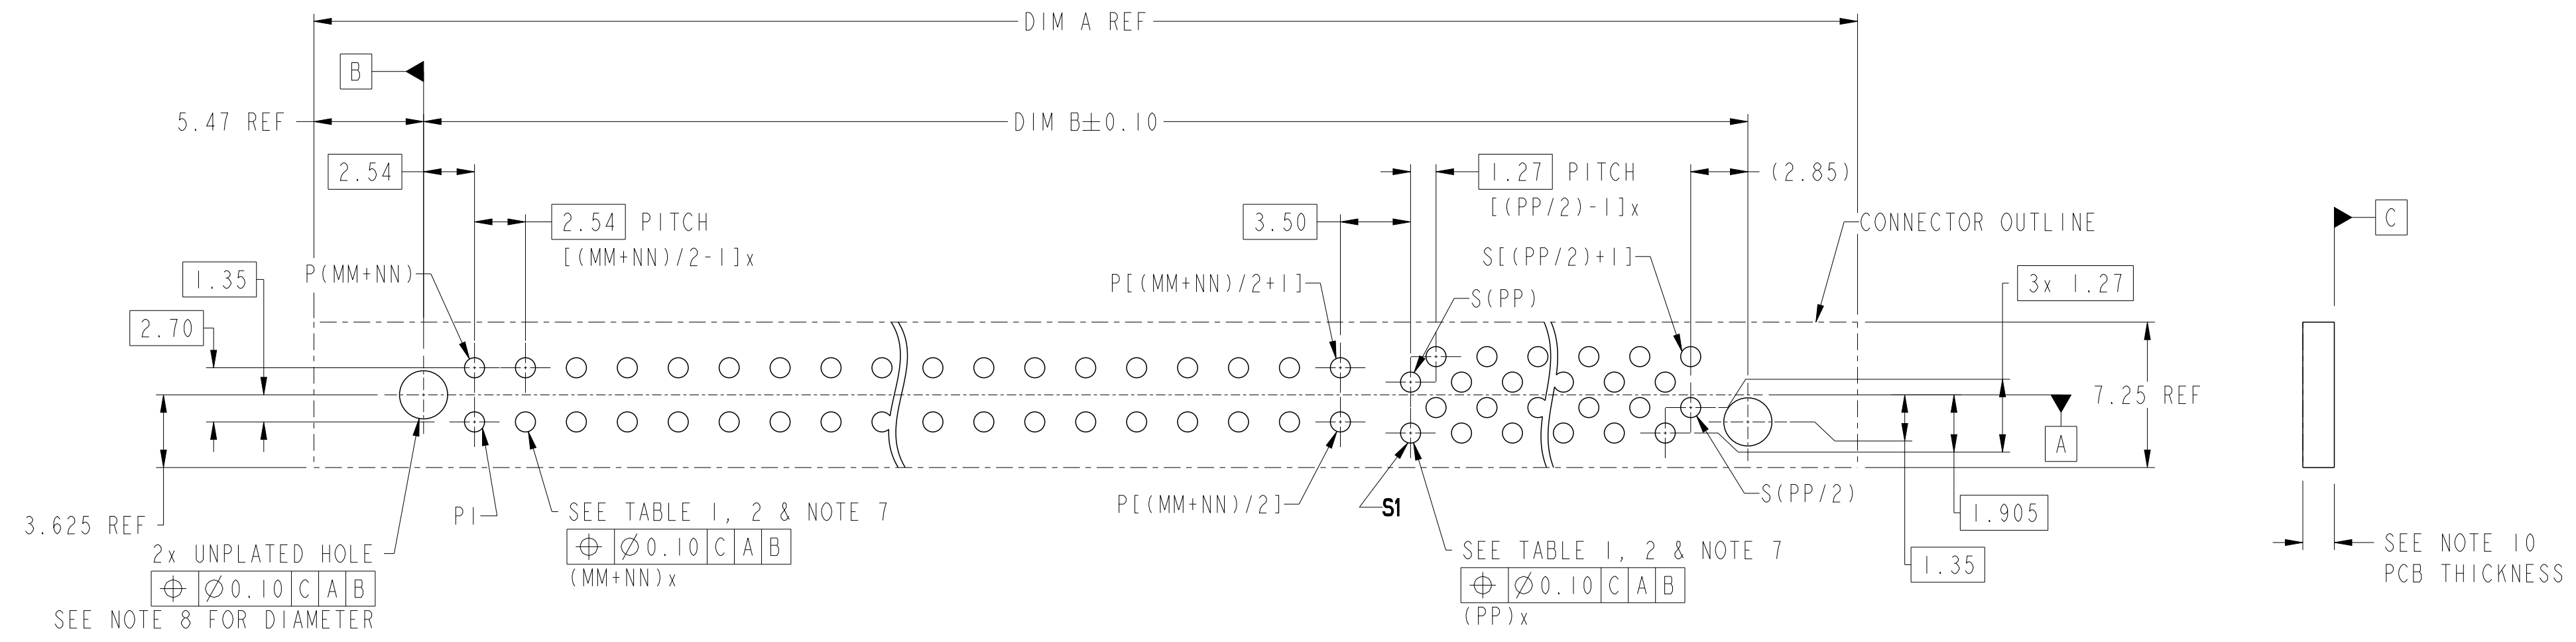 DIM A REF
B
5.47 REF
DIM B±0.10
2.54
1.27 PITCH
[(PP/2)-1]x
(2.85)
2.54 PITCH
[(MM+NN)/2-1]x
3.50
CONNECTOR OUTLINE
C
1.35
P(MM+NN)
P[(MM+NN)/2+1]
S[(PP/2)+1]
S(PP)
3x 1.27
2.70
7.25 REF
A
3.625 REF
P1
SEE TABLE 1, 2 & NOTE 7
⌖ ∅0.10 C A B
(MM+NN)x
P[(MM+NN)/2]
S1
S(PP/2)
1.905
2x UNPLATED HOLE
⌖ ∅0.10 C A B
SEE NOTE 8 FOR DIAMETER
SEE TABLE 1, 2 & NOTE 7
⌖ ∅0.10 C A B
(PP)x
1.35
SEE NOTE 10
PCB THICKNESS